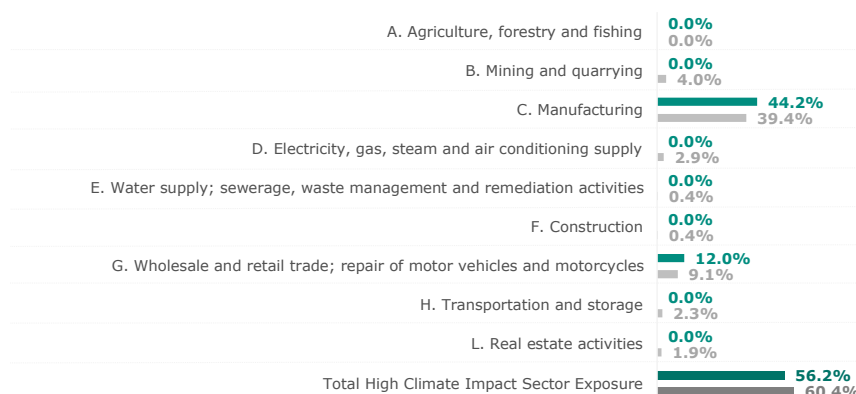 A. Agriculture, forestry and fishing
0.0%
0.0%
B. Mining and quarrying
0.0%
4.0%
C. Manufacturing
44.2%
39.4%
D. Electricity, gas, steam and air conditioning supply
0.0%
2.9%
E. Water supply; sewerage, waste management and remediation activities
0.0%
0.4%
F. Construction
0.0%
0.4%
G. Wholesale and retail trade; repair of motor vehicles and motorcycles
12.0%
9.1%
H. Transportation and storage
0.0%
2.3%
L. Real estate activities
0.0%
1.9%
Total High Climate Impact Sector Exposure
56.2%
60.4%